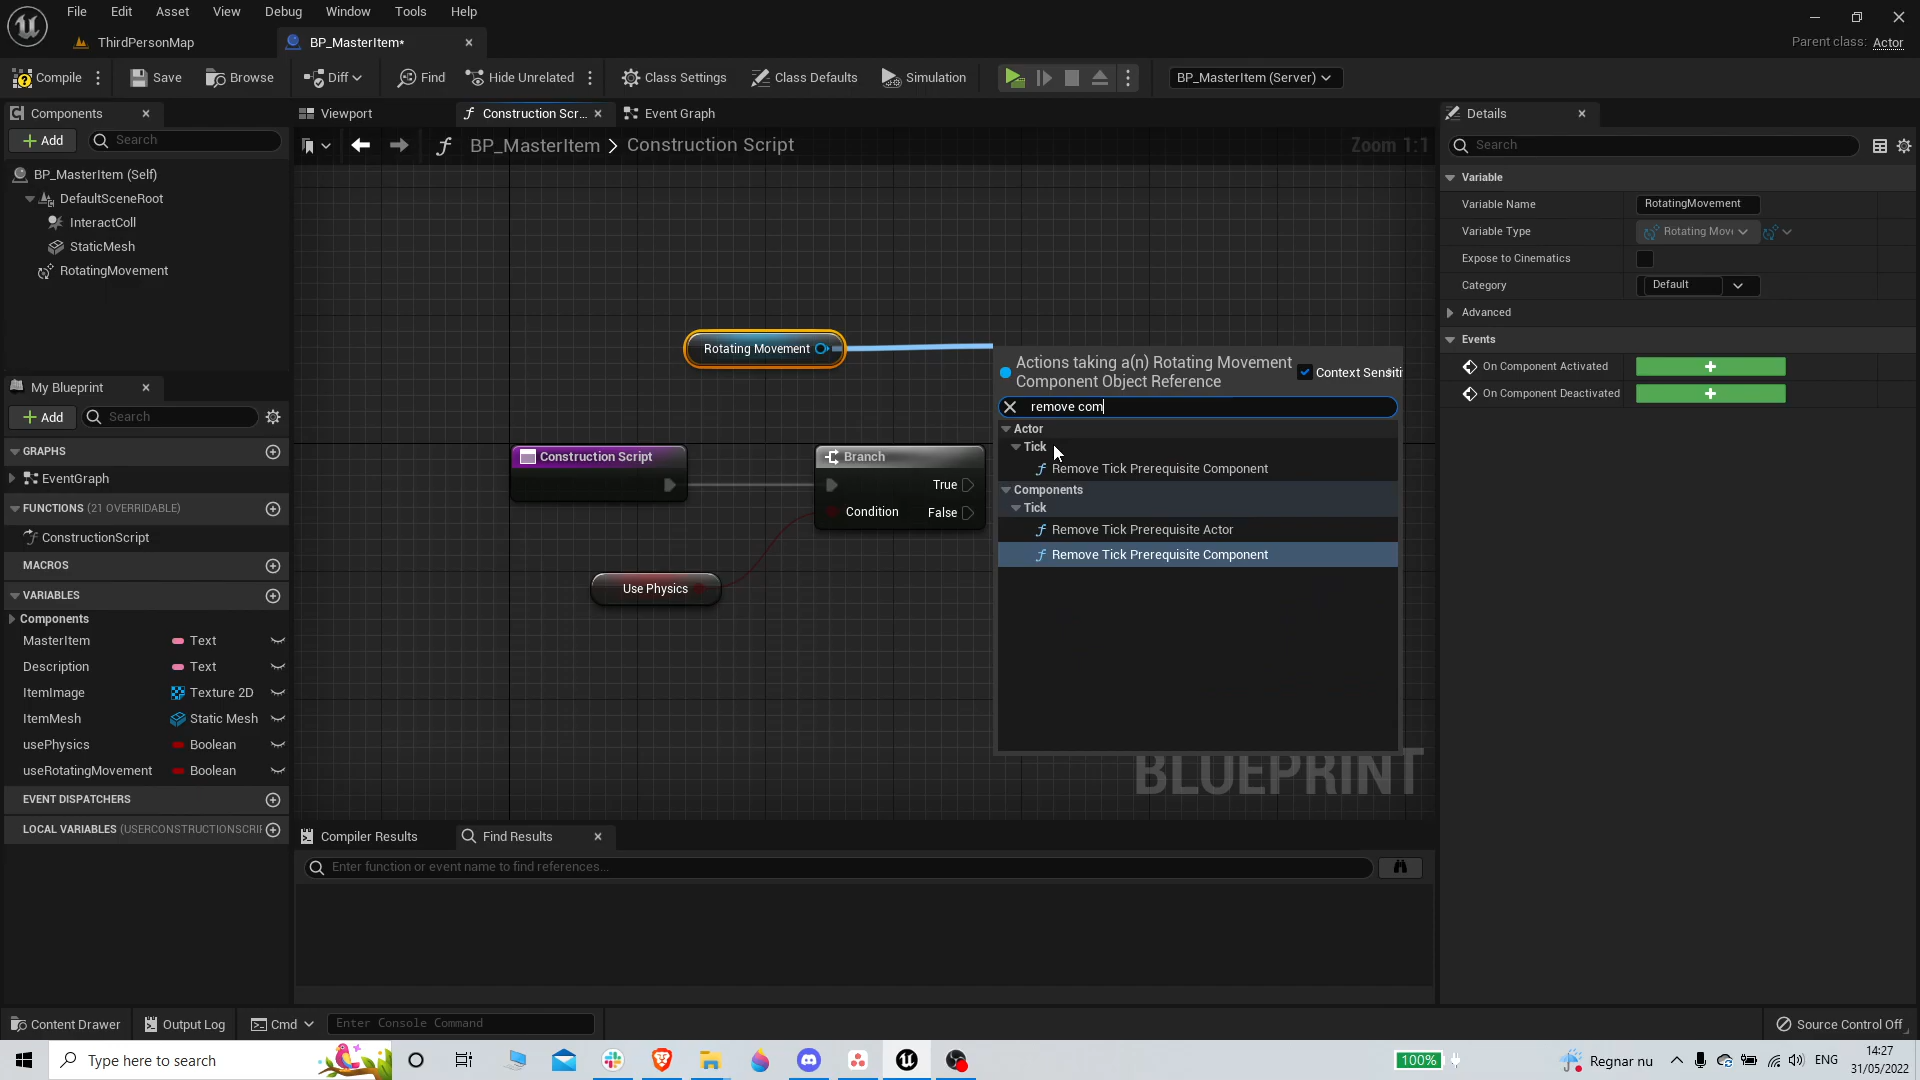 File Edit Asset View Debug Window Tools Help
ThirdPersonMap
BP_MasterItem*
Parent class: Actor
Compile
Save
Browse
Diff
Find
Hide Unrelated
Class Settings
Class Defaults
Simulation
BP_MasterItem (Server)
Components
Add
Search
BP_MasterItem (Self)
DefaultSceneRoot
InteractColl
StaticMesh
RotatingMovement
My Blueprint
Add
Search
GRAPHS
EventGraph
FUNCTIONS (21 OVERRIDABLE)
ConstructionScript
MACROS
VARIABLES
Components
MasterItem Text
Description Text
ItemImage Texture 2D
ItemMesh Static Mesh
usePhysics Boolean
useRotatingMovement Boolean
EVENT DISPATCHERS
LOCAL VARIABLES (USERCONSTRUCTIONSCRIP
Viewport
Construction Scr...
Event Graph
BP_MasterItem > Construction Script
Zoom 1:1
Rotating Movement
Construction Script
Branch
True
Condition
False
Use Physics
Actions taking a(n) Rotating Movement
Component Object Reference
Context Sensiti
remove com
Actor
Tick
Remove Tick Prerequisite Component
Components
Tick
Remove Tick Prerequisite Actor
Remove Tick Prerequisite Component
BLUEPRINT
Compiler Results
Find Results
Enter function or event name to find references...
Details
Search
Variable
Variable Name RotatingMovement
Variable Type Rotating Move
Expose to Cinematics
Category Default
Advanced
Events
On Component Activated
On Component Deactivated
Content Drawer
Output Log
Cmd
Enter Console Command
Source Control Off
Type here to search
100%
Regnar nu
ENG
14:27
31/05/2022